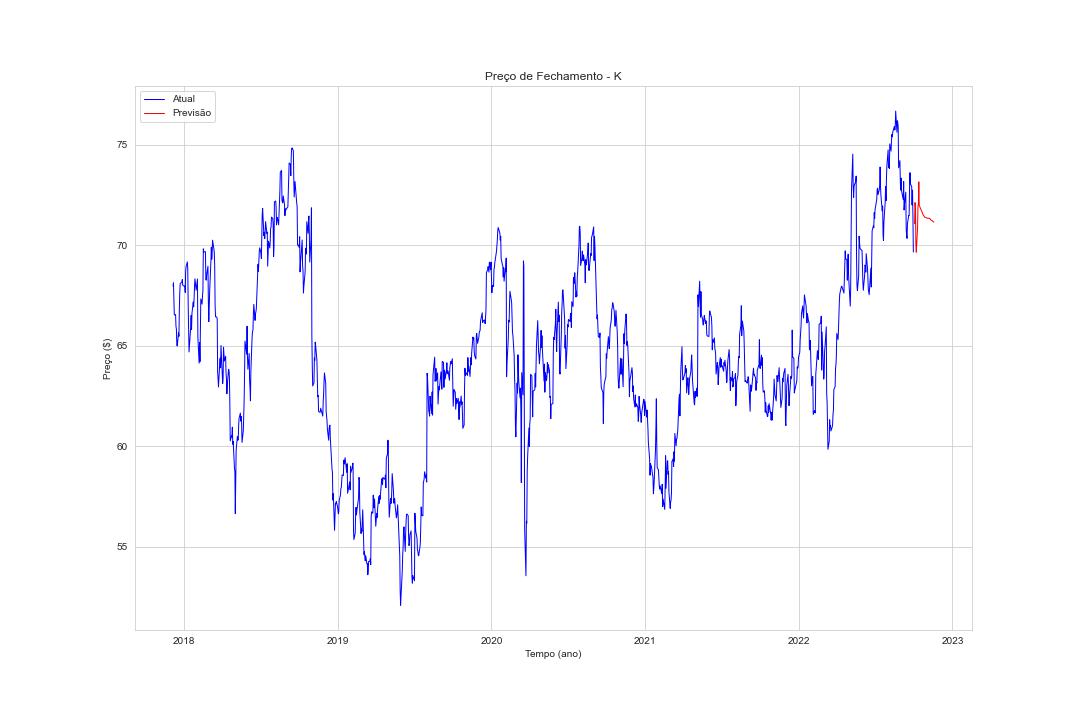 Preço de Fechamento - K
Atual
Previsão
75
70
65
60
55
Preço ($)
2018 2019 2020 2021 2022 2023
Tempo (ano)